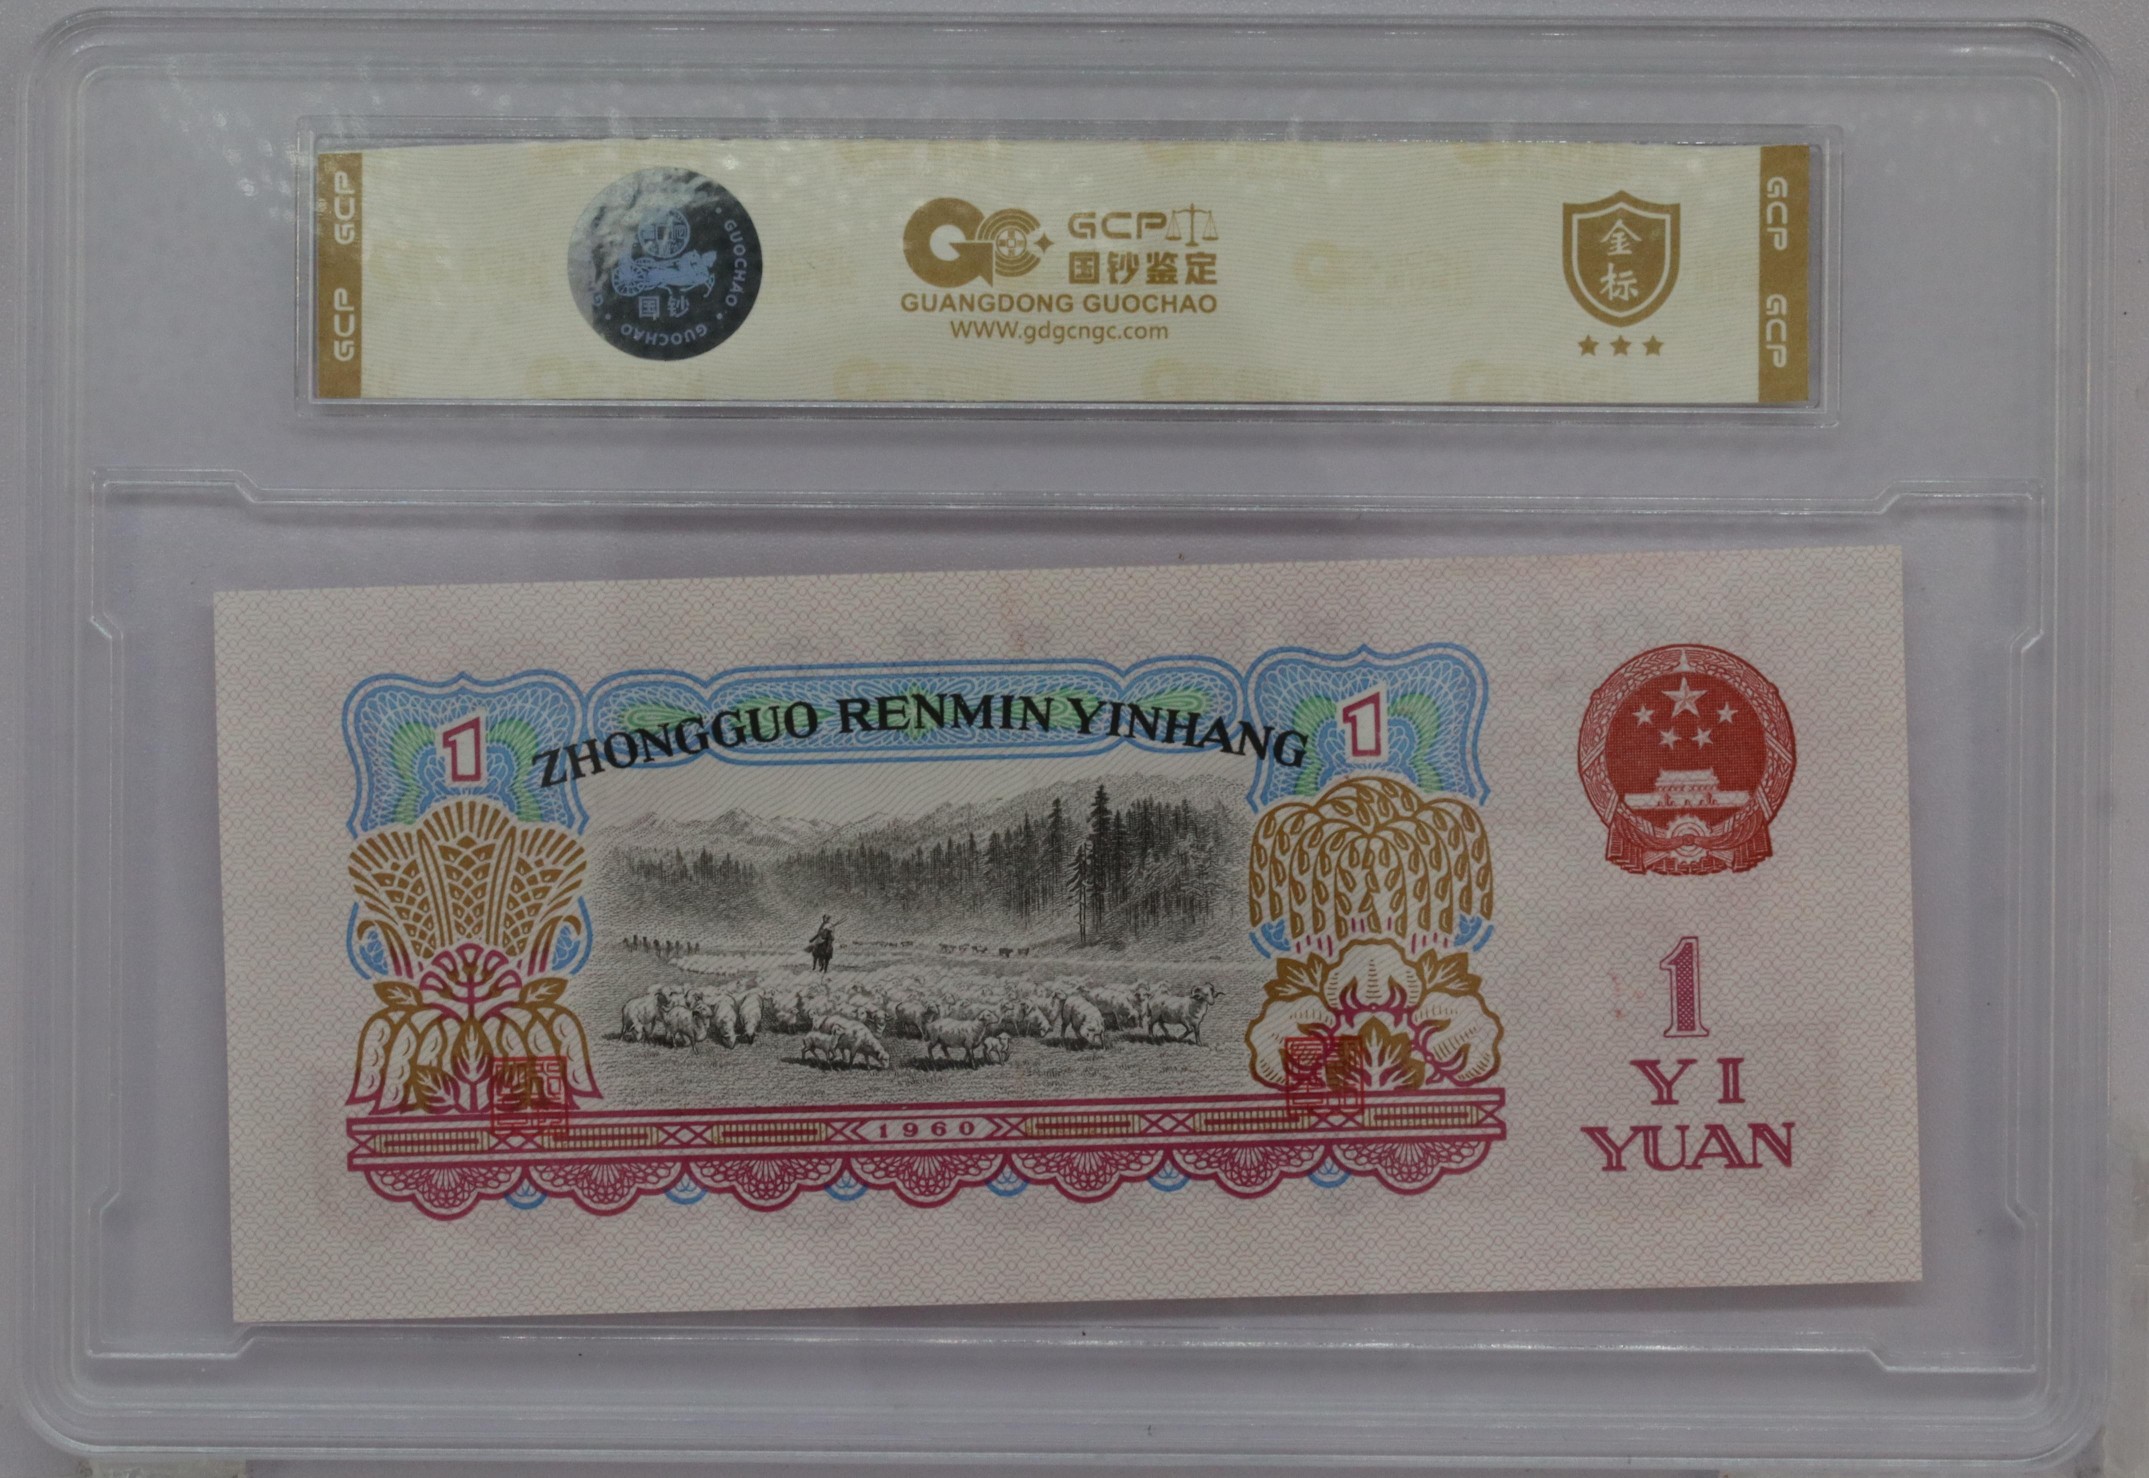 GCP
GCP
GUOCHAO
国钞
GUOCHAO
GCP
国钞鉴定
GUANGDONG GUOCHAO
WWW.gdgcngc.com
金
标
GCP
GCP
1
ZHONGGUO RENMIN YINHANG
1
1960
1
YI
YUAN